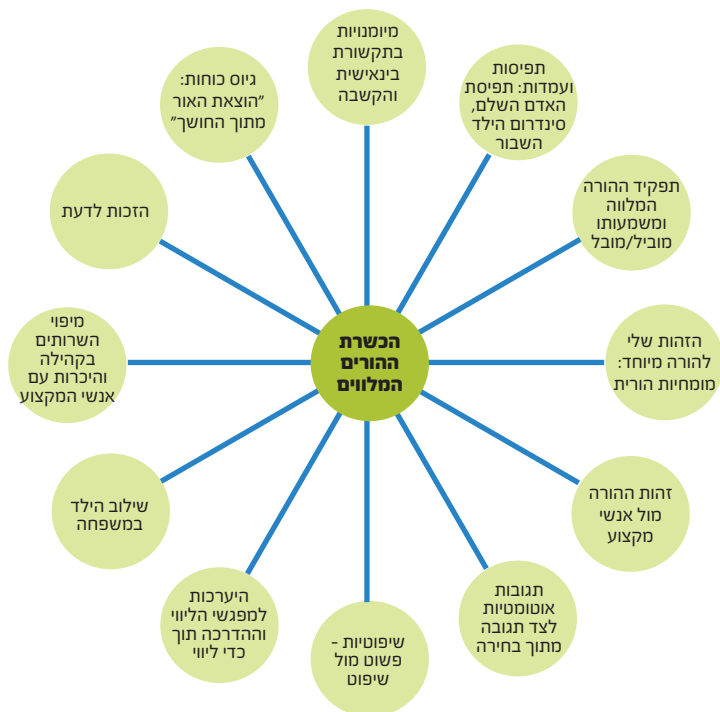 הכשרת
ההורים
המלווים
מיומנויות
בתקשורת
בינאישית
והקשבה
תפיסות
ועמדות: תפיסת
האדם השלם,
סינדרום הילד
השבור
תפקיד ההורה
המלווה
ומשמעותו
מוביל/מובל
הזהות שלי
להורה מיוחד:
מומחיות הורית
זהות ההורה
מול אנשי
מקצוע
תגובות
אוטומטיות
לצד תגובה
מתוך בחירה
שיפוטיות -
פשוט מול
שיפוט
היערכות
למפגשי הליווי
וההדרכה תוך
כדי ליווי
שילוב הילד
במשפחה
מיפוי
השרותים
בקהילה
והיכרות עם
אנשי המקצוע
הזכות לדעת
גיוס כוחות:
"הוצאת האור
מתוך החושך"